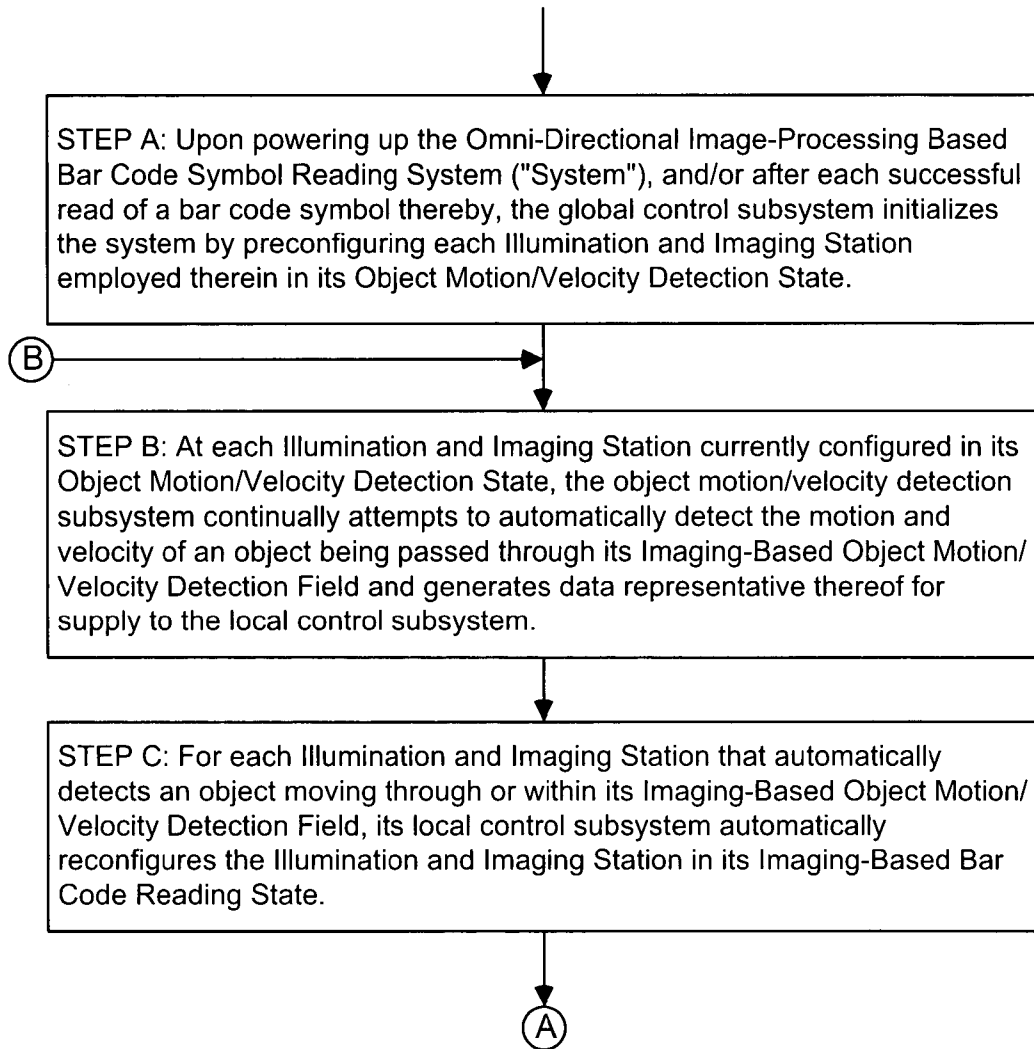 STEP A: Upon powering up the Omni-Directional Image-Processing Based
Bar Code Symbol Reading System ("System"), and/or after each successful
read of a bar code symbol thereby, the global control subsystem initializes
the system by preconfiguring each Illumination and Imaging Station
employed therein in its Object Motion/Velocity Detection State.
B
STEP B: At each Illumination and Imaging Station currently configured in its
Object Motion/Velocity Detection State, the object motion/velocity detection
subsystem continually attempts to automatically detect the motion and
velocity of an object being passed through its Imaging-Based Object Motion/
Velocity Detection Field and generates data representative thereof for
supply to the local control subsystem.
STEP C: For each Illumination and Imaging Station that automatically
detects an object moving through or within its Imaging-Based Object Motion/
Velocity Detection Field, its local control subsystem automatically
reconfigures the Illumination and Imaging Station in its Imaging-Based Bar
Code Reading State.
A